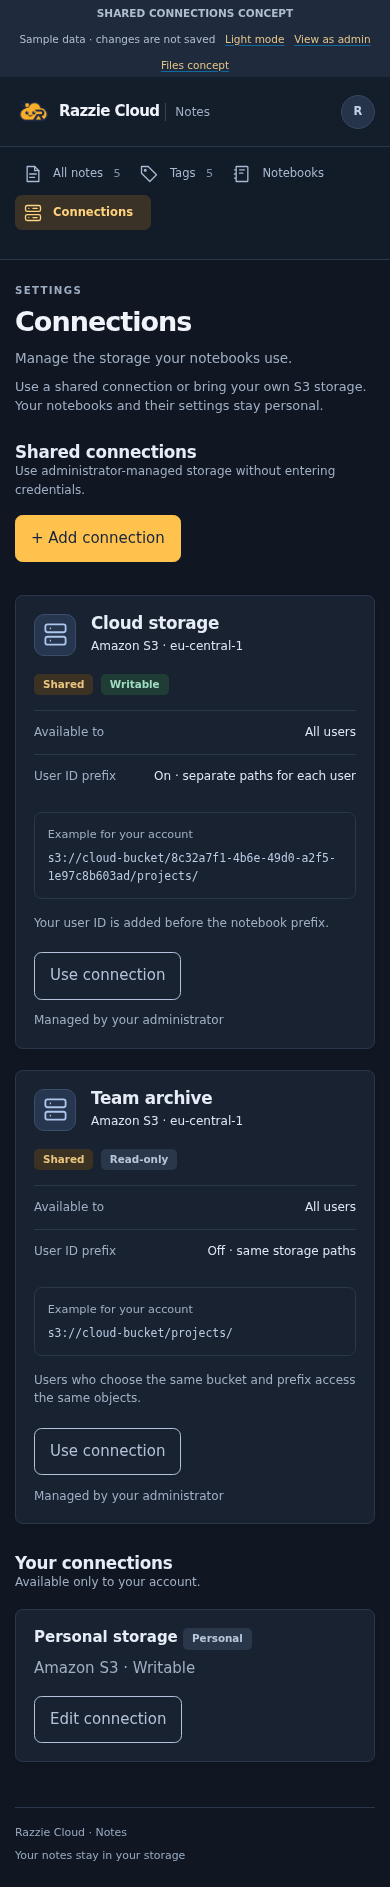 SHARED CONNECTIONS CONCEPT
Sample data · changes are not saved Light mode View as admin
Files concept
Razzie Cloud Notes R
All notes 5 Tags 5 Notebooks
Connections
SETTINGS
Connections
Manage the storage your notebooks use.
Use a shared connection or bring your own S3 storage.
Your notebooks and their settings stay personal.
Shared connections
Use administrator-managed storage without entering
credentials.
+ Add connection
Cloud storage
Amazon S3 · eu-central-1
Shared Writable
Available to All users
User ID prefix On · separate paths for each user
Example for your account
s3://cloud-bucket/8c32a7f1-4b6e-49d0-a2f5-
1e97c8b603ad/projects/
Your user ID is added before the notebook prefix.
Use connection
Managed by your administrator
Team archive
Amazon S3 · eu-central-1
Shared Read-only
Available to All users
User ID prefix Off · same storage paths
Example for your account
s3://cloud-bucket/projects/
Users who choose the same bucket and prefix access
the same objects.
Use connection
Managed by your administrator
Your connections
Available only to your account.
Personal storage Personal
Amazon S3 · Writable
Edit connection
Razzie Cloud · Notes
Your notes stay in your storage